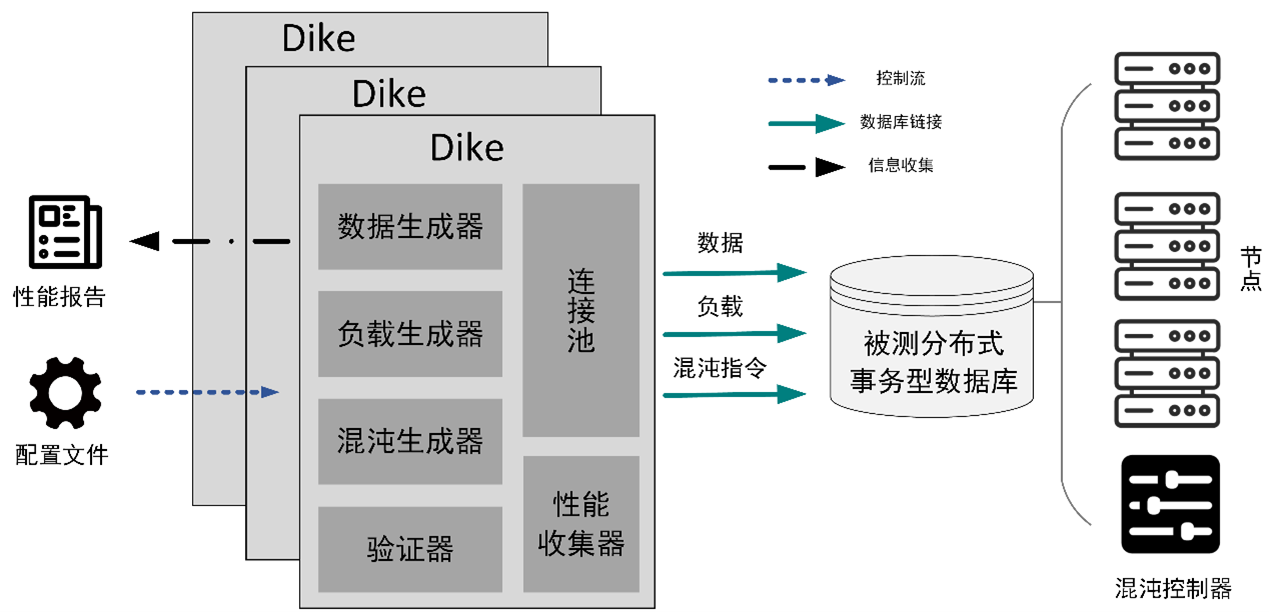 Dike
Dike
Dike
控制流
数据库链接
信息收集
数据生成器
负载生成器
混沌生成器
验证器
连
接
池
性能
收集器
性能报告
配置文件
数据
负载
混沌指令
被测分布式
事务型数据库
节
点
混沌控制器